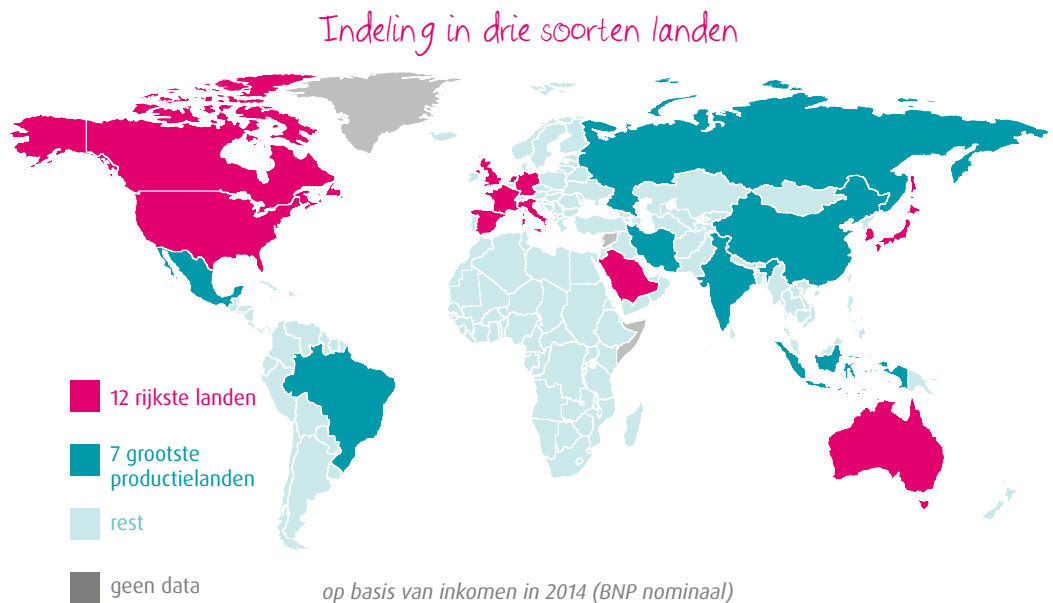 Indeling in drie soorten landen
12 rijkste landen
7 grootste
productielanden
rest
geen data
op basis van inkomen in 2014 (BNP nominaal)